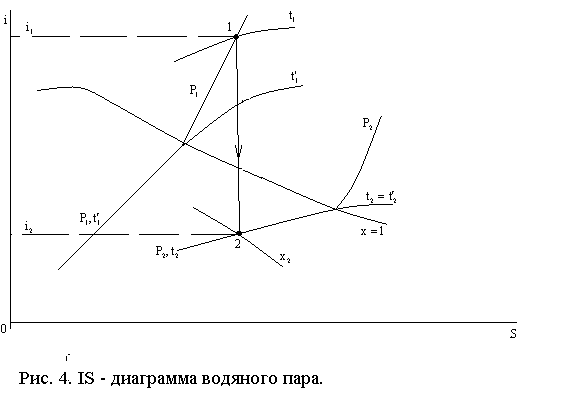 i
i₁
1
t₁
P₁
t'₁
P₂
P₁, t'₁
t₂ = t'₂
i₂
x = 1
P₂, t₂
2
x₂
0
S
Рис. 4. IS - диаграмма водяного пара.